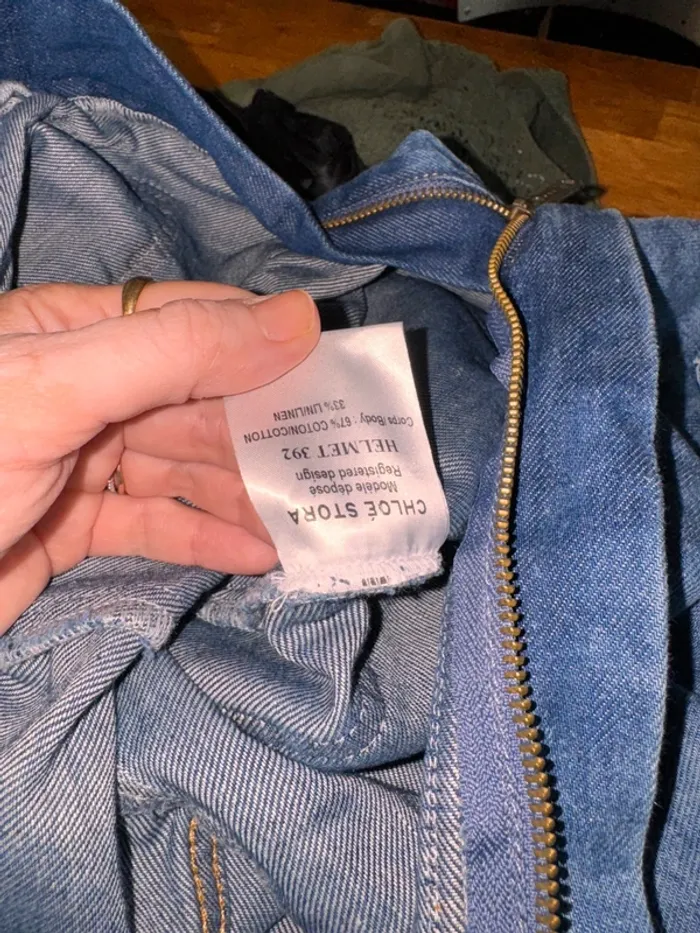 CHLOÉ STORA
Modèle déposé
Registered design
HELMET 392
Corps/Body : 67% COTON/COTTON
33% LIN/LINEN